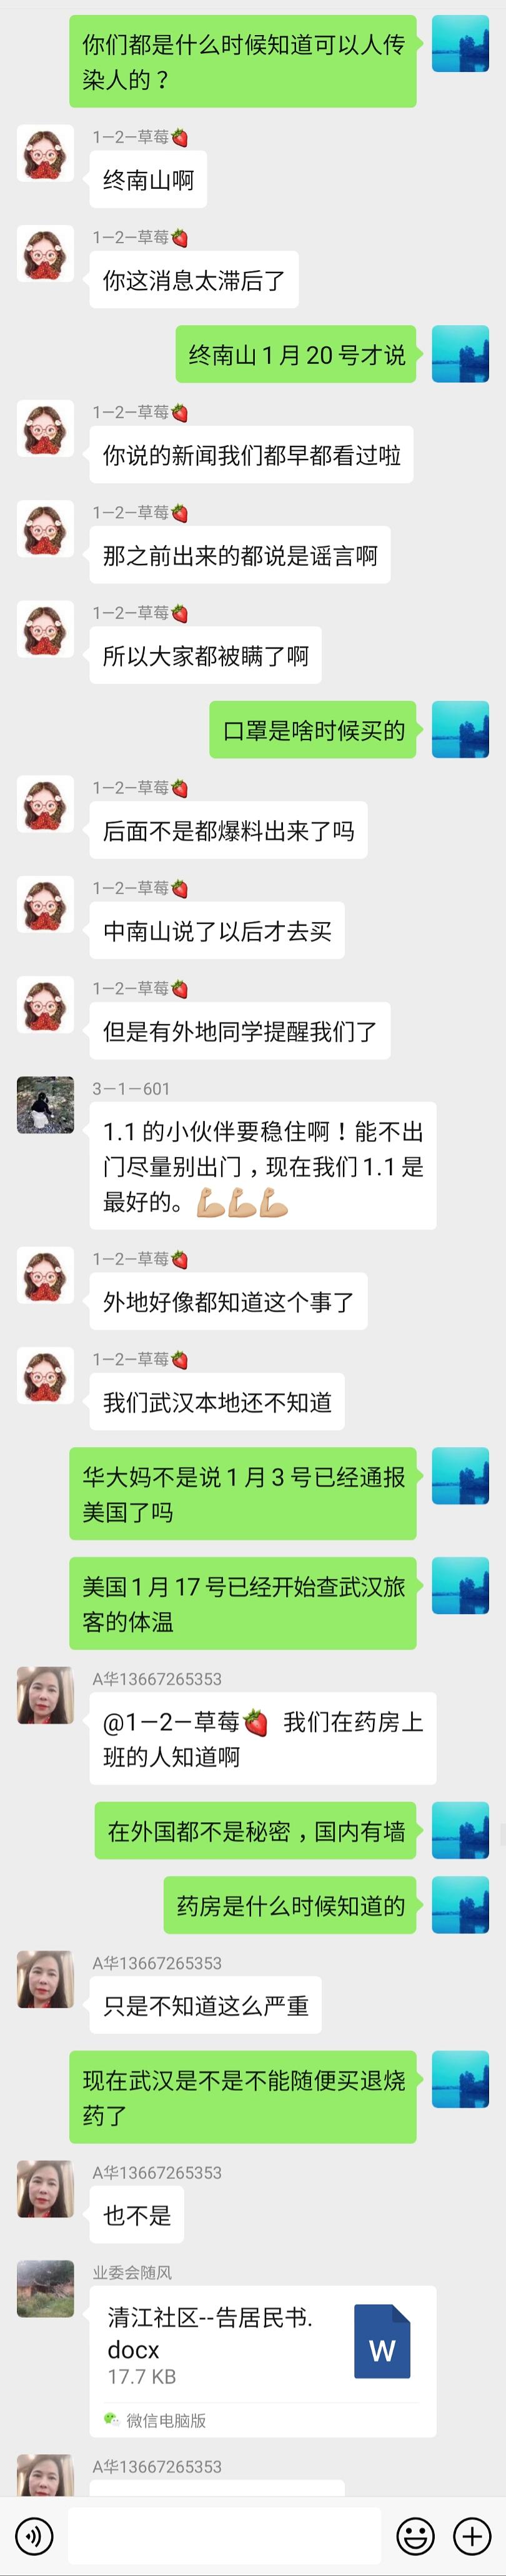 你们都是什么时候知道可以人传
染人的？
1—2—草莓🍓
终南山啊
1—2—草莓🍓
你这消息太滞后了
终南山1月20号才说
1—2—草莓🍓
你说的新闻我们都早都看过啦
1—2—草莓🍓
那之前出来的都说是谣言啊
1—2—草莓🍓
所以大家都被瞒了啊
口罩是啥时候买的
1—2—草莓🍓
后面不是都爆料出来了吗
1—2—草莓🍓
中南山说了以后才去买
1—2—草莓🍓
但是有外地同学提醒我们了
3—1—601
1.1的小伙伴要稳住啊！能不出
门尽量别出门，现在我们1.1是
最好的。💪🏼💪🏼💪🏼
1—2—草莓🍓
外地好像都知道这个事了
1—2—草莓🍓
我们武汉本地还不知道
华大妈不是说1月3号已经通报
美国了吗
美国1月17号已经开始查武汉旅
客的体温
A华13667265353
@1—2—草莓🍓 我们在药房上
班的人知道啊
在外国都不是秘密，国内有墙
药房是什么时候知道的
A华13667265353
只是不知道这么严重
现在武汉是不是不能随便买退烧
药了
A华13667265353
也不是
业委会随风
清江社区--告居民书.
docx
17.7 KB
W
微信电脑版
A华13667265353